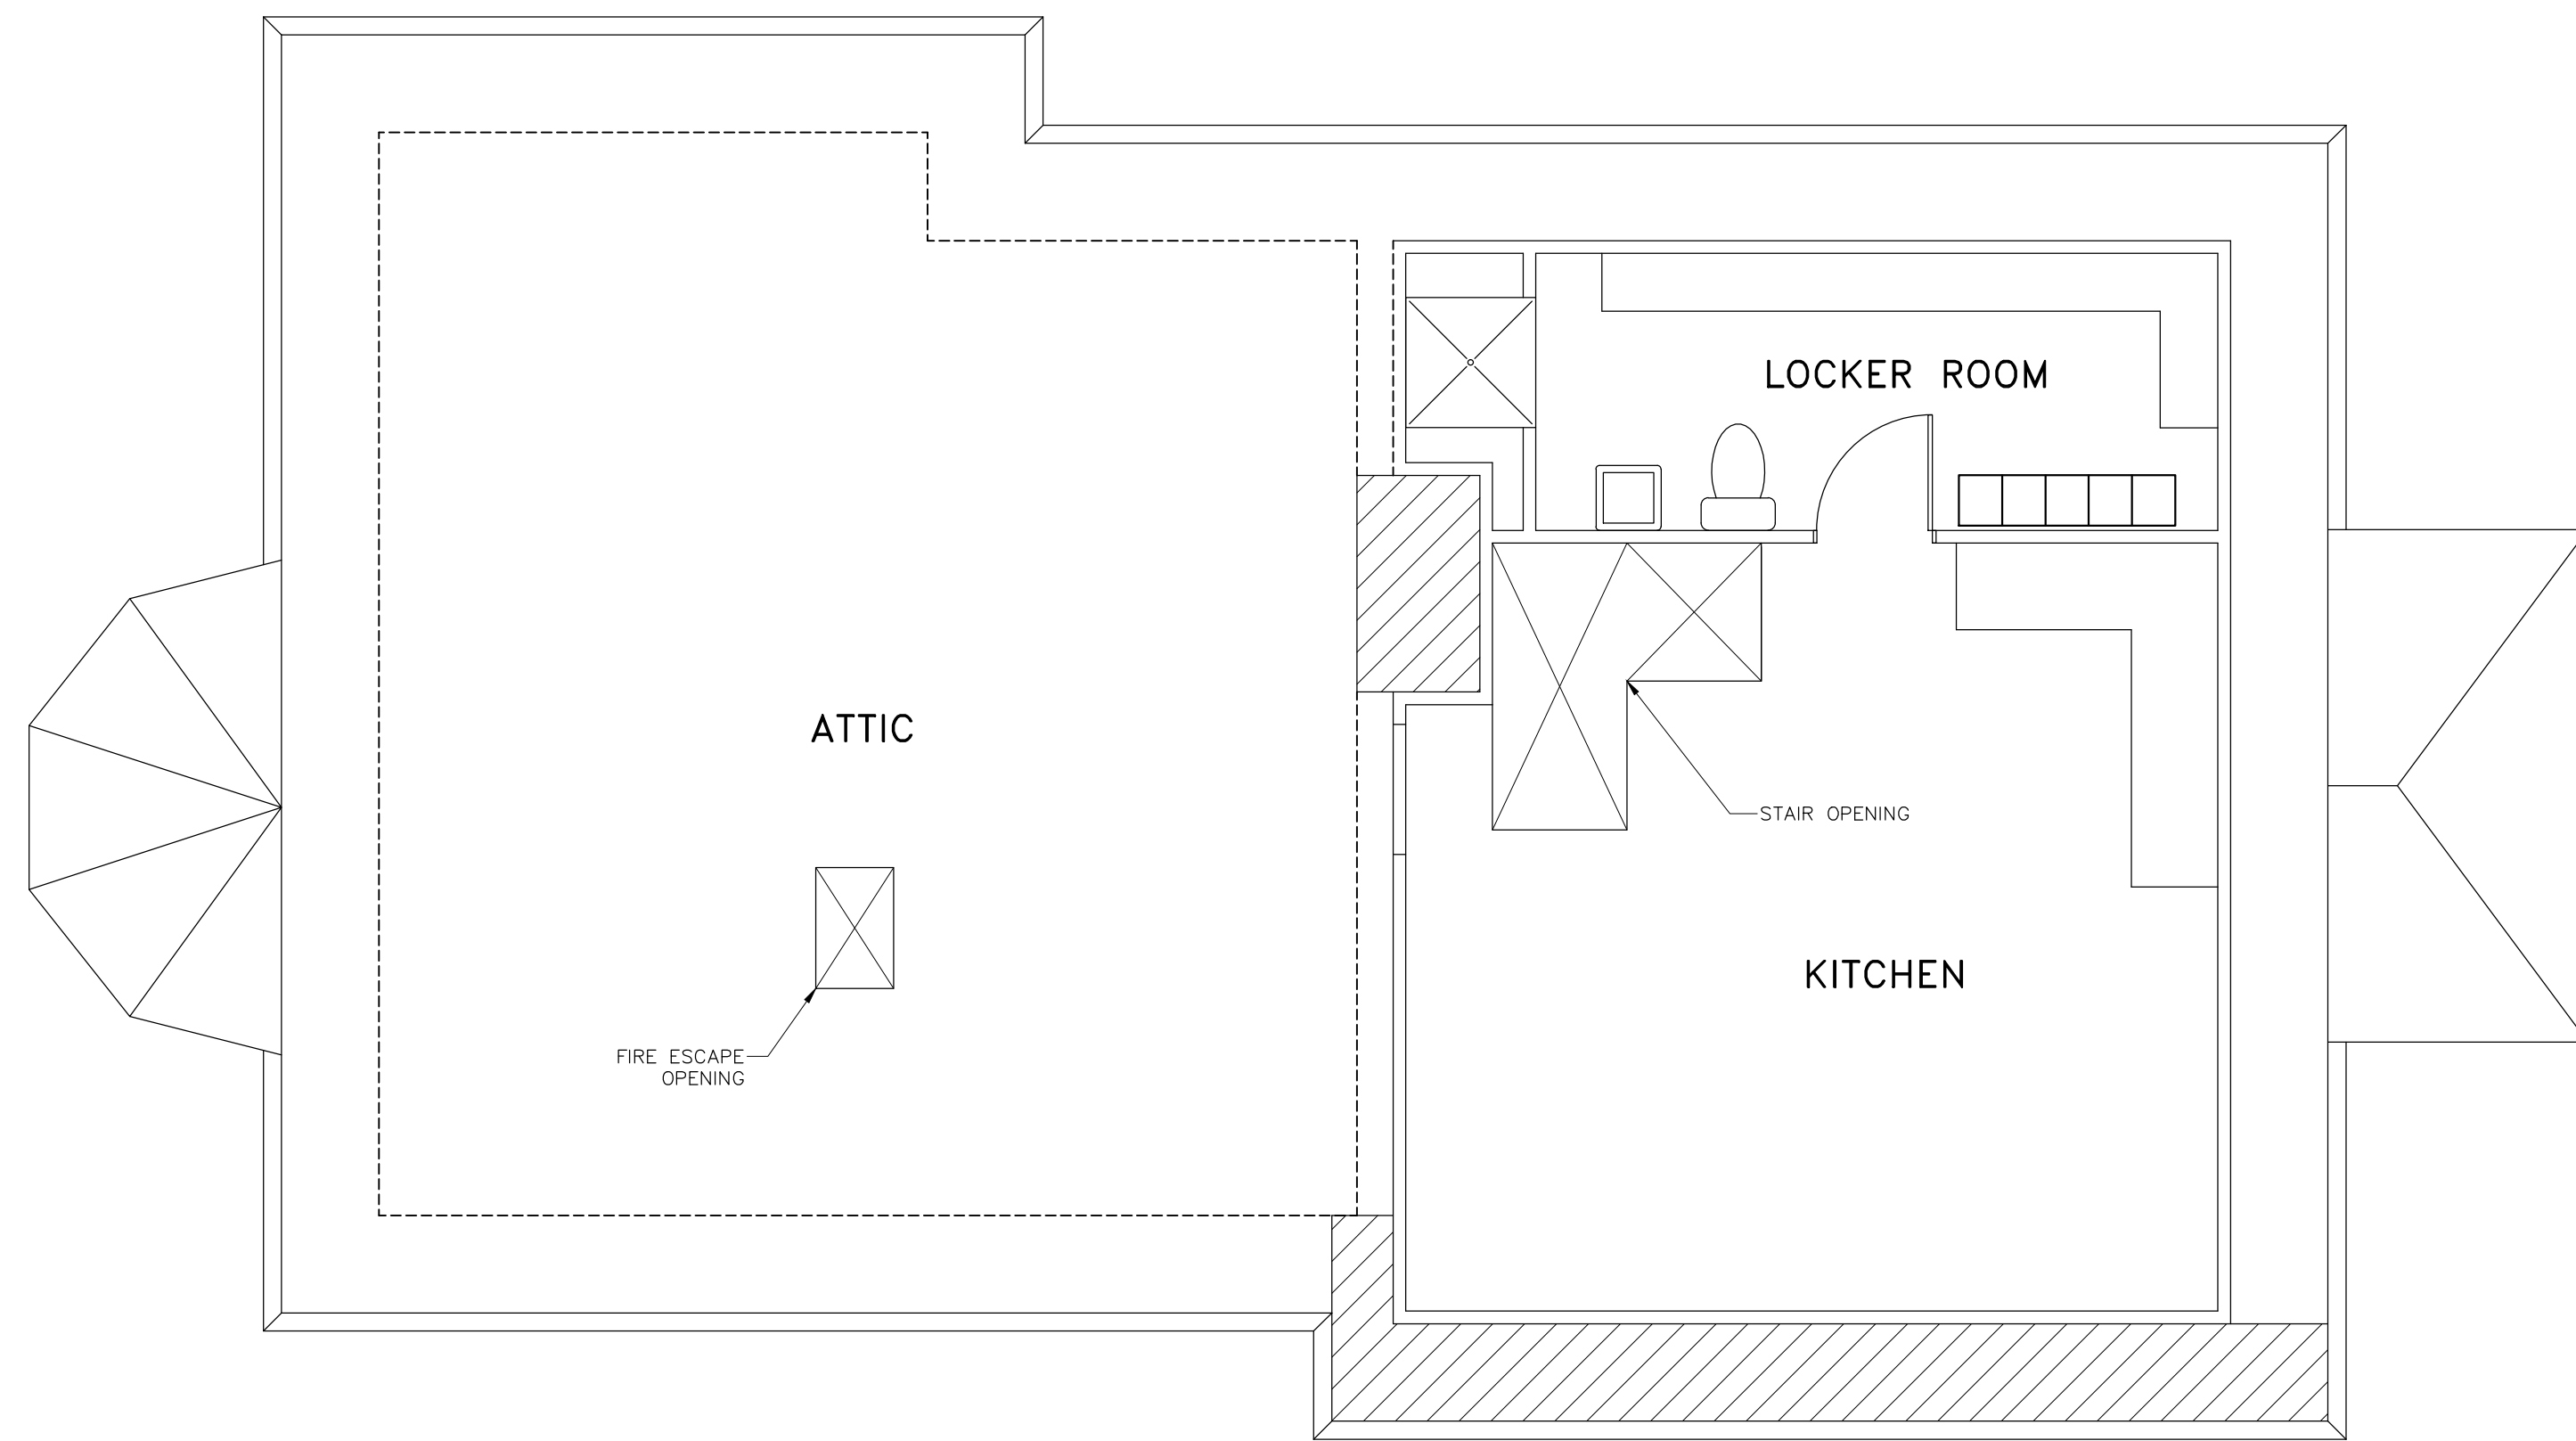 LOCKER ROOM
ATTIC
STAIR OPENING
KITCHEN
FIRE ESCAPE
OPENING